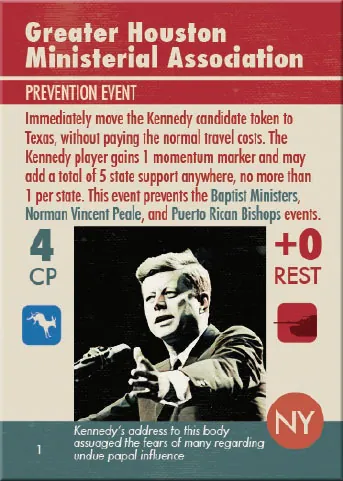 Greater Houston
Ministerial Association
PREVENTION EVENT
Immediately move the Kennedy candidate token to
Texas, without paying the normal travel costs. The
Kennedy player gains 1 momentum marker and may
add a total of 5 state support anywhere, no more than
1 per state. This event prevents the Baptist Ministers,
Norman Vincent Peale, and Puerto Rican Bishops events.
4
CP
+0
REST
NY
Kennedy's address to this body
assuaged the fears of many regarding
undue papal influence
1